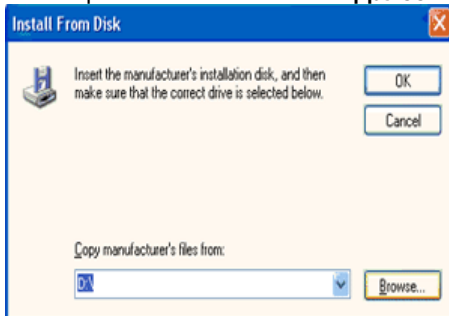 Install From Disk
Insert the manufacturer's installation disk, and then
make sure that the correct drive is selected below.
OK
Cancel
Copy manufacturer's files from:
D:\
Browse...